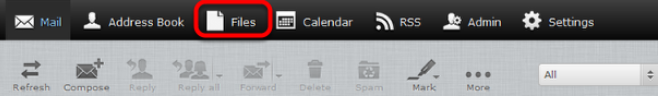 Mail Address Book Files Calendar RSS Admin Settings
Refresh Compose Reply Reply all Forward Delete Spam Mark More All